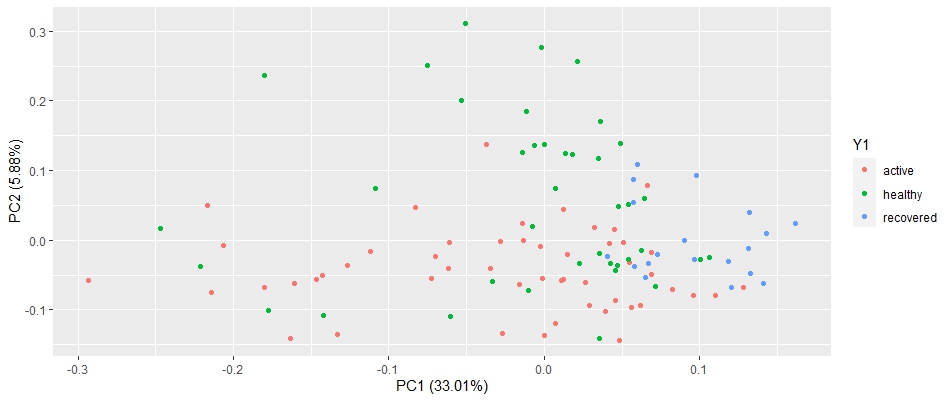 0.3
0.2
0.1
0.0
-0.1
PC2 (5.88%)
-0.3
-0.2
-0.1
0.0
0.1
PC1 (33.01%)
Y1
active
healthy
recovered